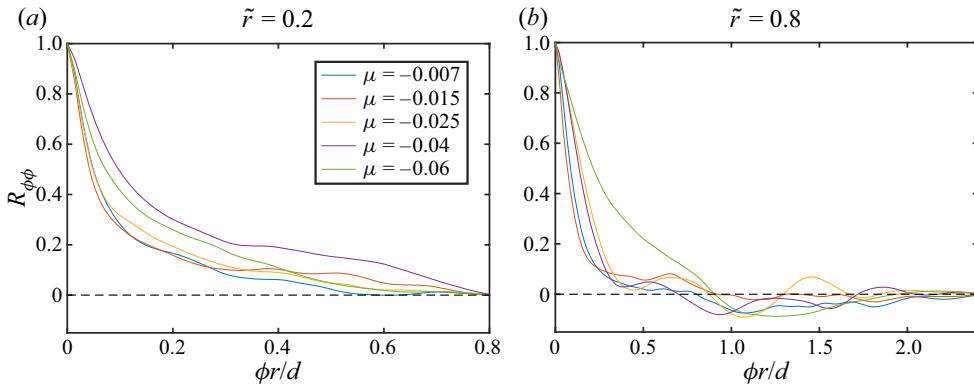 (a) r̃ = 0.2
1.0
0.8
0.6
0.4
0.2
0
R_ϕϕ
μ = –0.007
μ = –0.015
μ = –0.025
μ = –0.04
μ = –0.06
0 0.2 0.4 0.6 0.8
ϕr/d
(b) r̃ = 0.8
1.0
0.8
0.6
0.4
0.2
0
0 0.5 1.0 1.5 2.0
ϕr/d